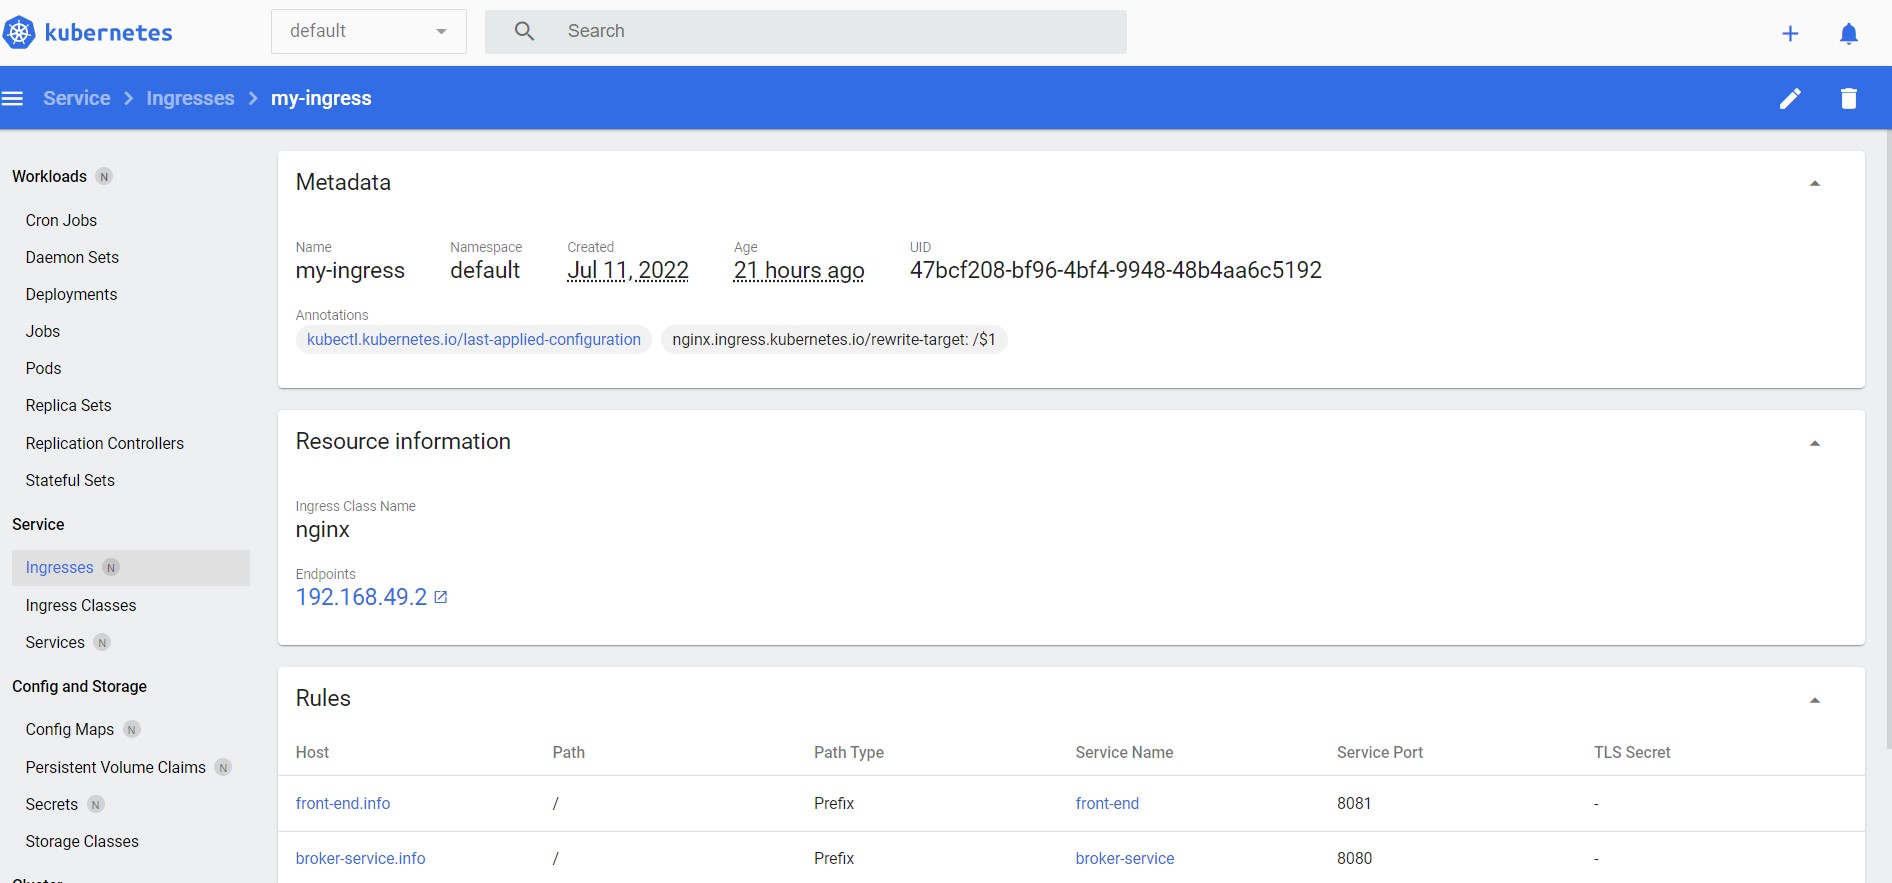 kubernetes
default
Search
Service
Ingresses
my-ingress
Workloads N
Cron Jobs
Daemon Sets
Deployments
Jobs
Pods
Replica Sets
Replication Controllers
Stateful Sets
Service
Ingresses N
Ingress Classes
Services N
Config and Storage
Config Maps N
Persistent Volume Claims N
Secrets N
Storage Classes
Cluster
Metadata
Name Namespace Created Age UID
my-ingress default Jul 11, 2022 21 hours ago 47bcf208-bf96-4bf4-9948-48b4aa6c5192
Annotations
kubectl.kubernetes.io/last-applied-configuration nginx.ingress.kubernetes.io/rewrite-target: /$1
Resource information
Ingress Class Name
nginx
Endpoints
192.168.49.2
Rules
Host Path Path Type Service Name Service Port TLS Secret
front-end.info / Prefix front-end 8081 -
broker-service.info / Prefix broker-service 8080 -